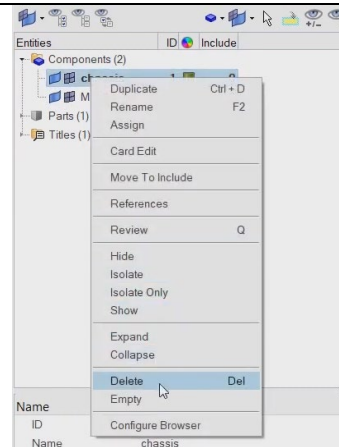 Entities ID Include
Components (2)
chassis 1 0
M
Parts (1)
Titles (1)
Duplicate Ctrl + D
Rename F2
Assign
Card Edit
Move To Include
References
Review Q
Hide
Isolate
Isolate Only
Show
Expand
Collapse
Delete Del
Empty
Configure Browser
Name
ID
Name chassis